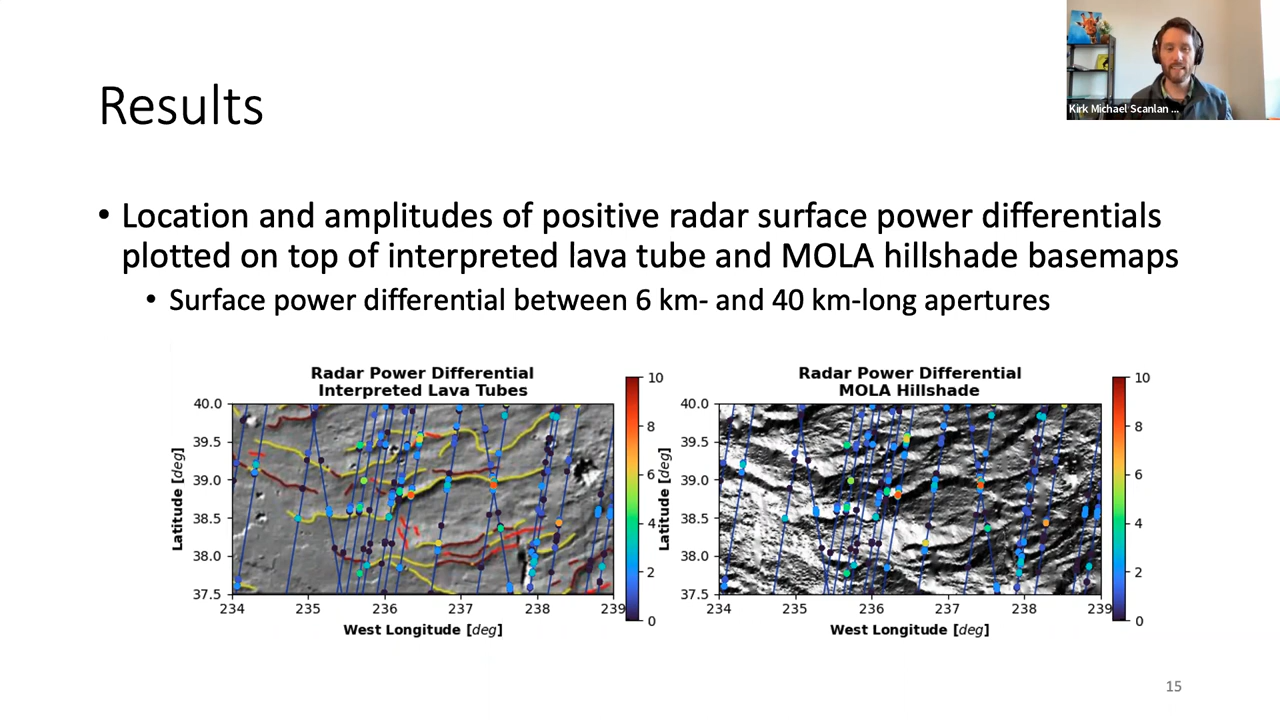 Kirk Michael Scanlan ...
Results
• Location and amplitudes of positive radar surface power differentials
plotted on top of interpreted lava tube and MOLA hillshade basemaps
• Surface power differential between 6 km- and 40 km-long apertures
Radar Power Differential
Interpreted Lava Tubes
40.0
39.5
39.0
38.5
38.0
37.5
Latitude [deg]
234 235 236 237 238 239
West Longitude [deg]
10
8
6
4
2
0
Radar Power Differential
MOLA Hillshade
40.0
39.5
39.0
38.5
38.0
37.5
Latitude [deg]
234 235 236 237 238 239
West Longitude [deg]
10
8
6
4
2
0
15